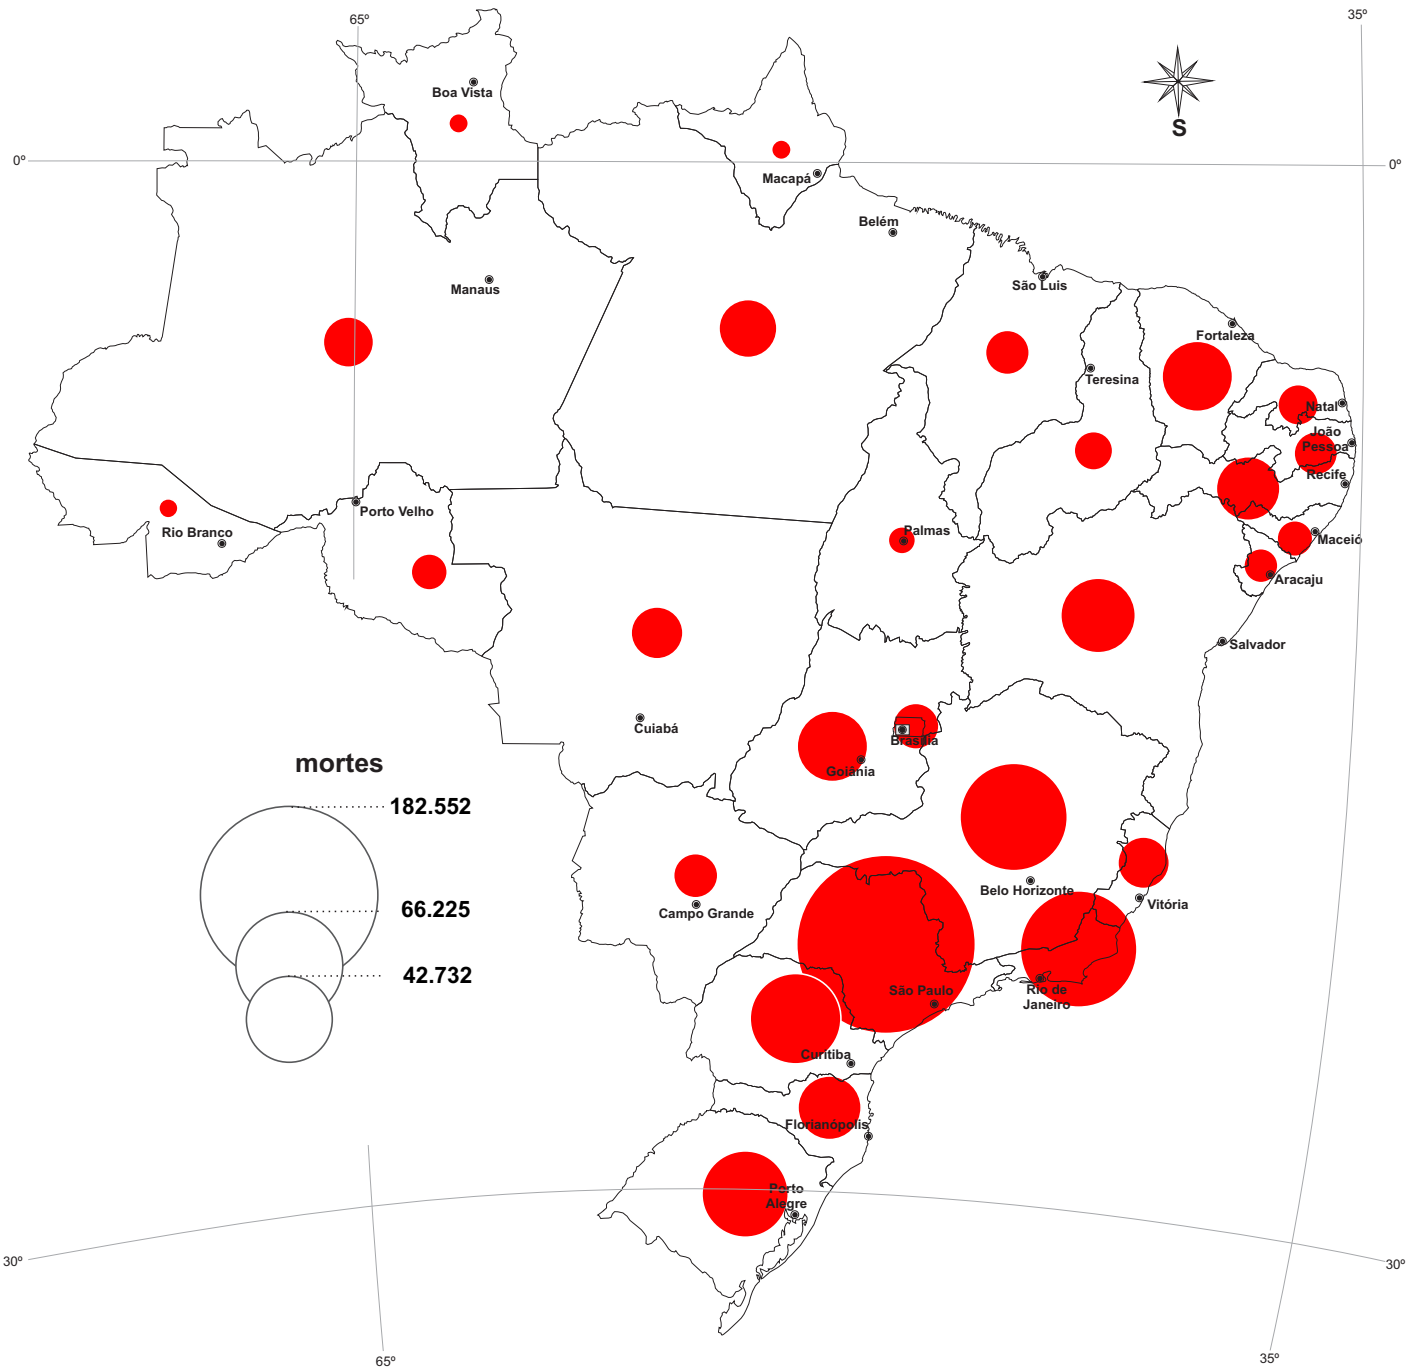 65º
35º
Boa Vista
S
0º
0º
Macapá
Belém
Manaus
São Luis
Fortaleza
Teresina
Natal
João
Pessoa
Recife
Porto Velho
Rio Branco
Palmas
Maceió
Aracaju
Salvador
Cuiabá
Brasília
Goiânia
mortes
182.552
66.225
42.732
Belo Horizonte
Vitória
Campo Grande
São Paulo
Rio de
Janeiro
Curitiba
Florianópolis
Porto
Alegre
30º
30º
65º
35º